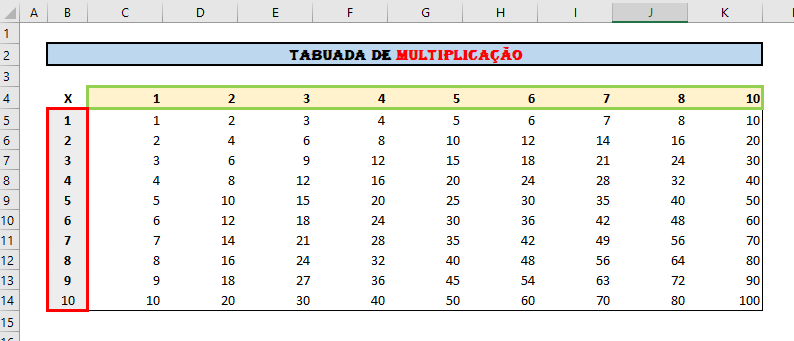 A B C D E F G H I J K
1
2 TABUADA DE MULTIPLICAÇÃO
3
4 X 1 2 3 4 5 6 7 8 10
5 1 1 2 3 4 5 6 7 8 10
6 2 2 4 6 8 10 12 14 16 20
7 3 3 6 9 12 15 18 21 24 30
8 4 4 8 12 16 20 24 28 32 40
9 5 5 10 15 20 25 30 35 40 50
10 6 6 12 18 24 30 36 42 48 60
11 7 7 14 21 28 35 42 49 56 70
12 8 8 16 24 32 40 48 56 64 80
13 9 9 18 27 36 45 54 63 72 90
14 10 10 20 30 40 50 60 70 80 100
15